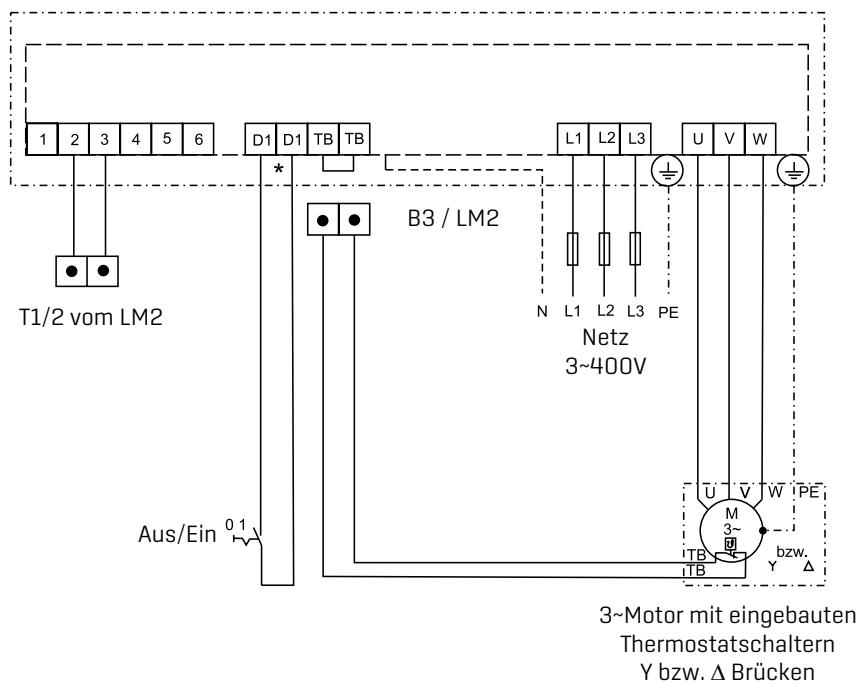 1 2 3 4 5 6 D1 D1 TB TB L1 L2 L3 U V W
*
B3 / LM2
T1/2 vom LM2
N L1 L2 L3 PE
Netz
3~400V
Aus/Ein 0 1
U V W PE
M
3~
TB
TB
bzw.
Y Δ
3~Motor mit eingebauten
Thermostatschaltern
Y bzw. Δ Brücken